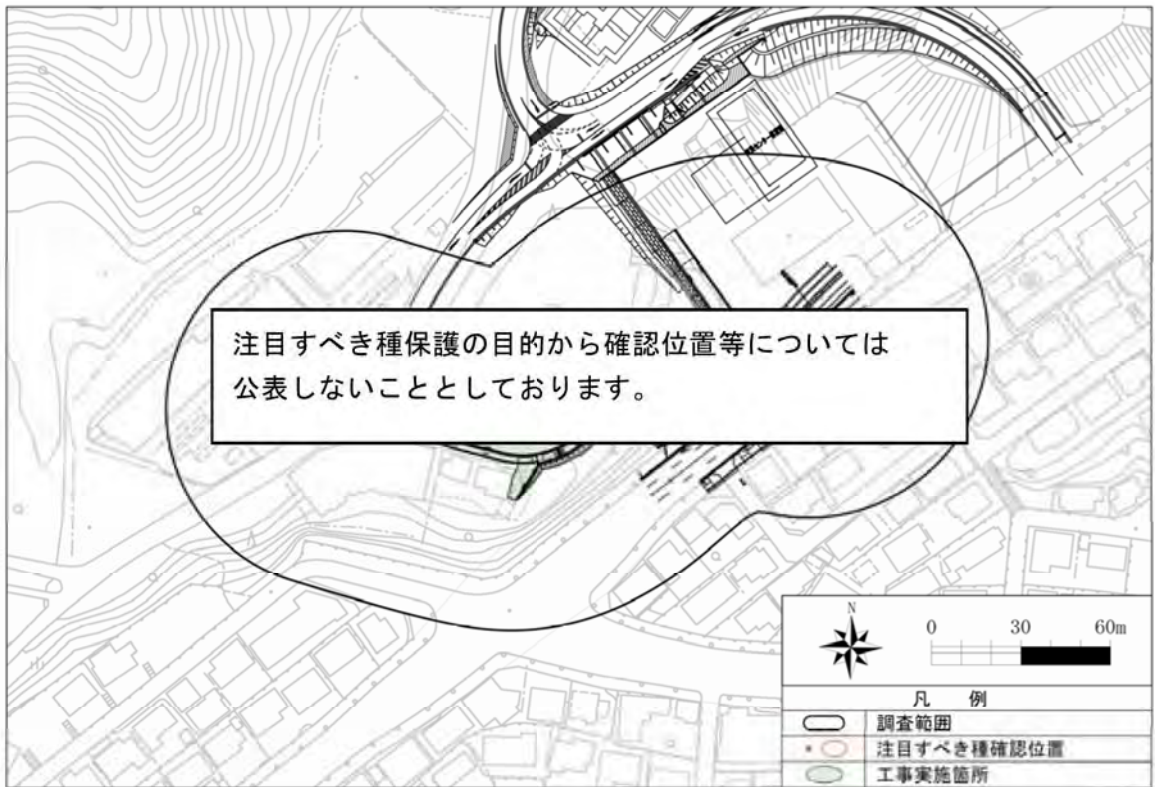 注目すべき種保護の目的から確認位置等については
公表しないこととしております。
N
0 30 60m
凡 例
調査範囲
注目すべき種確認位置
工事実施箇所